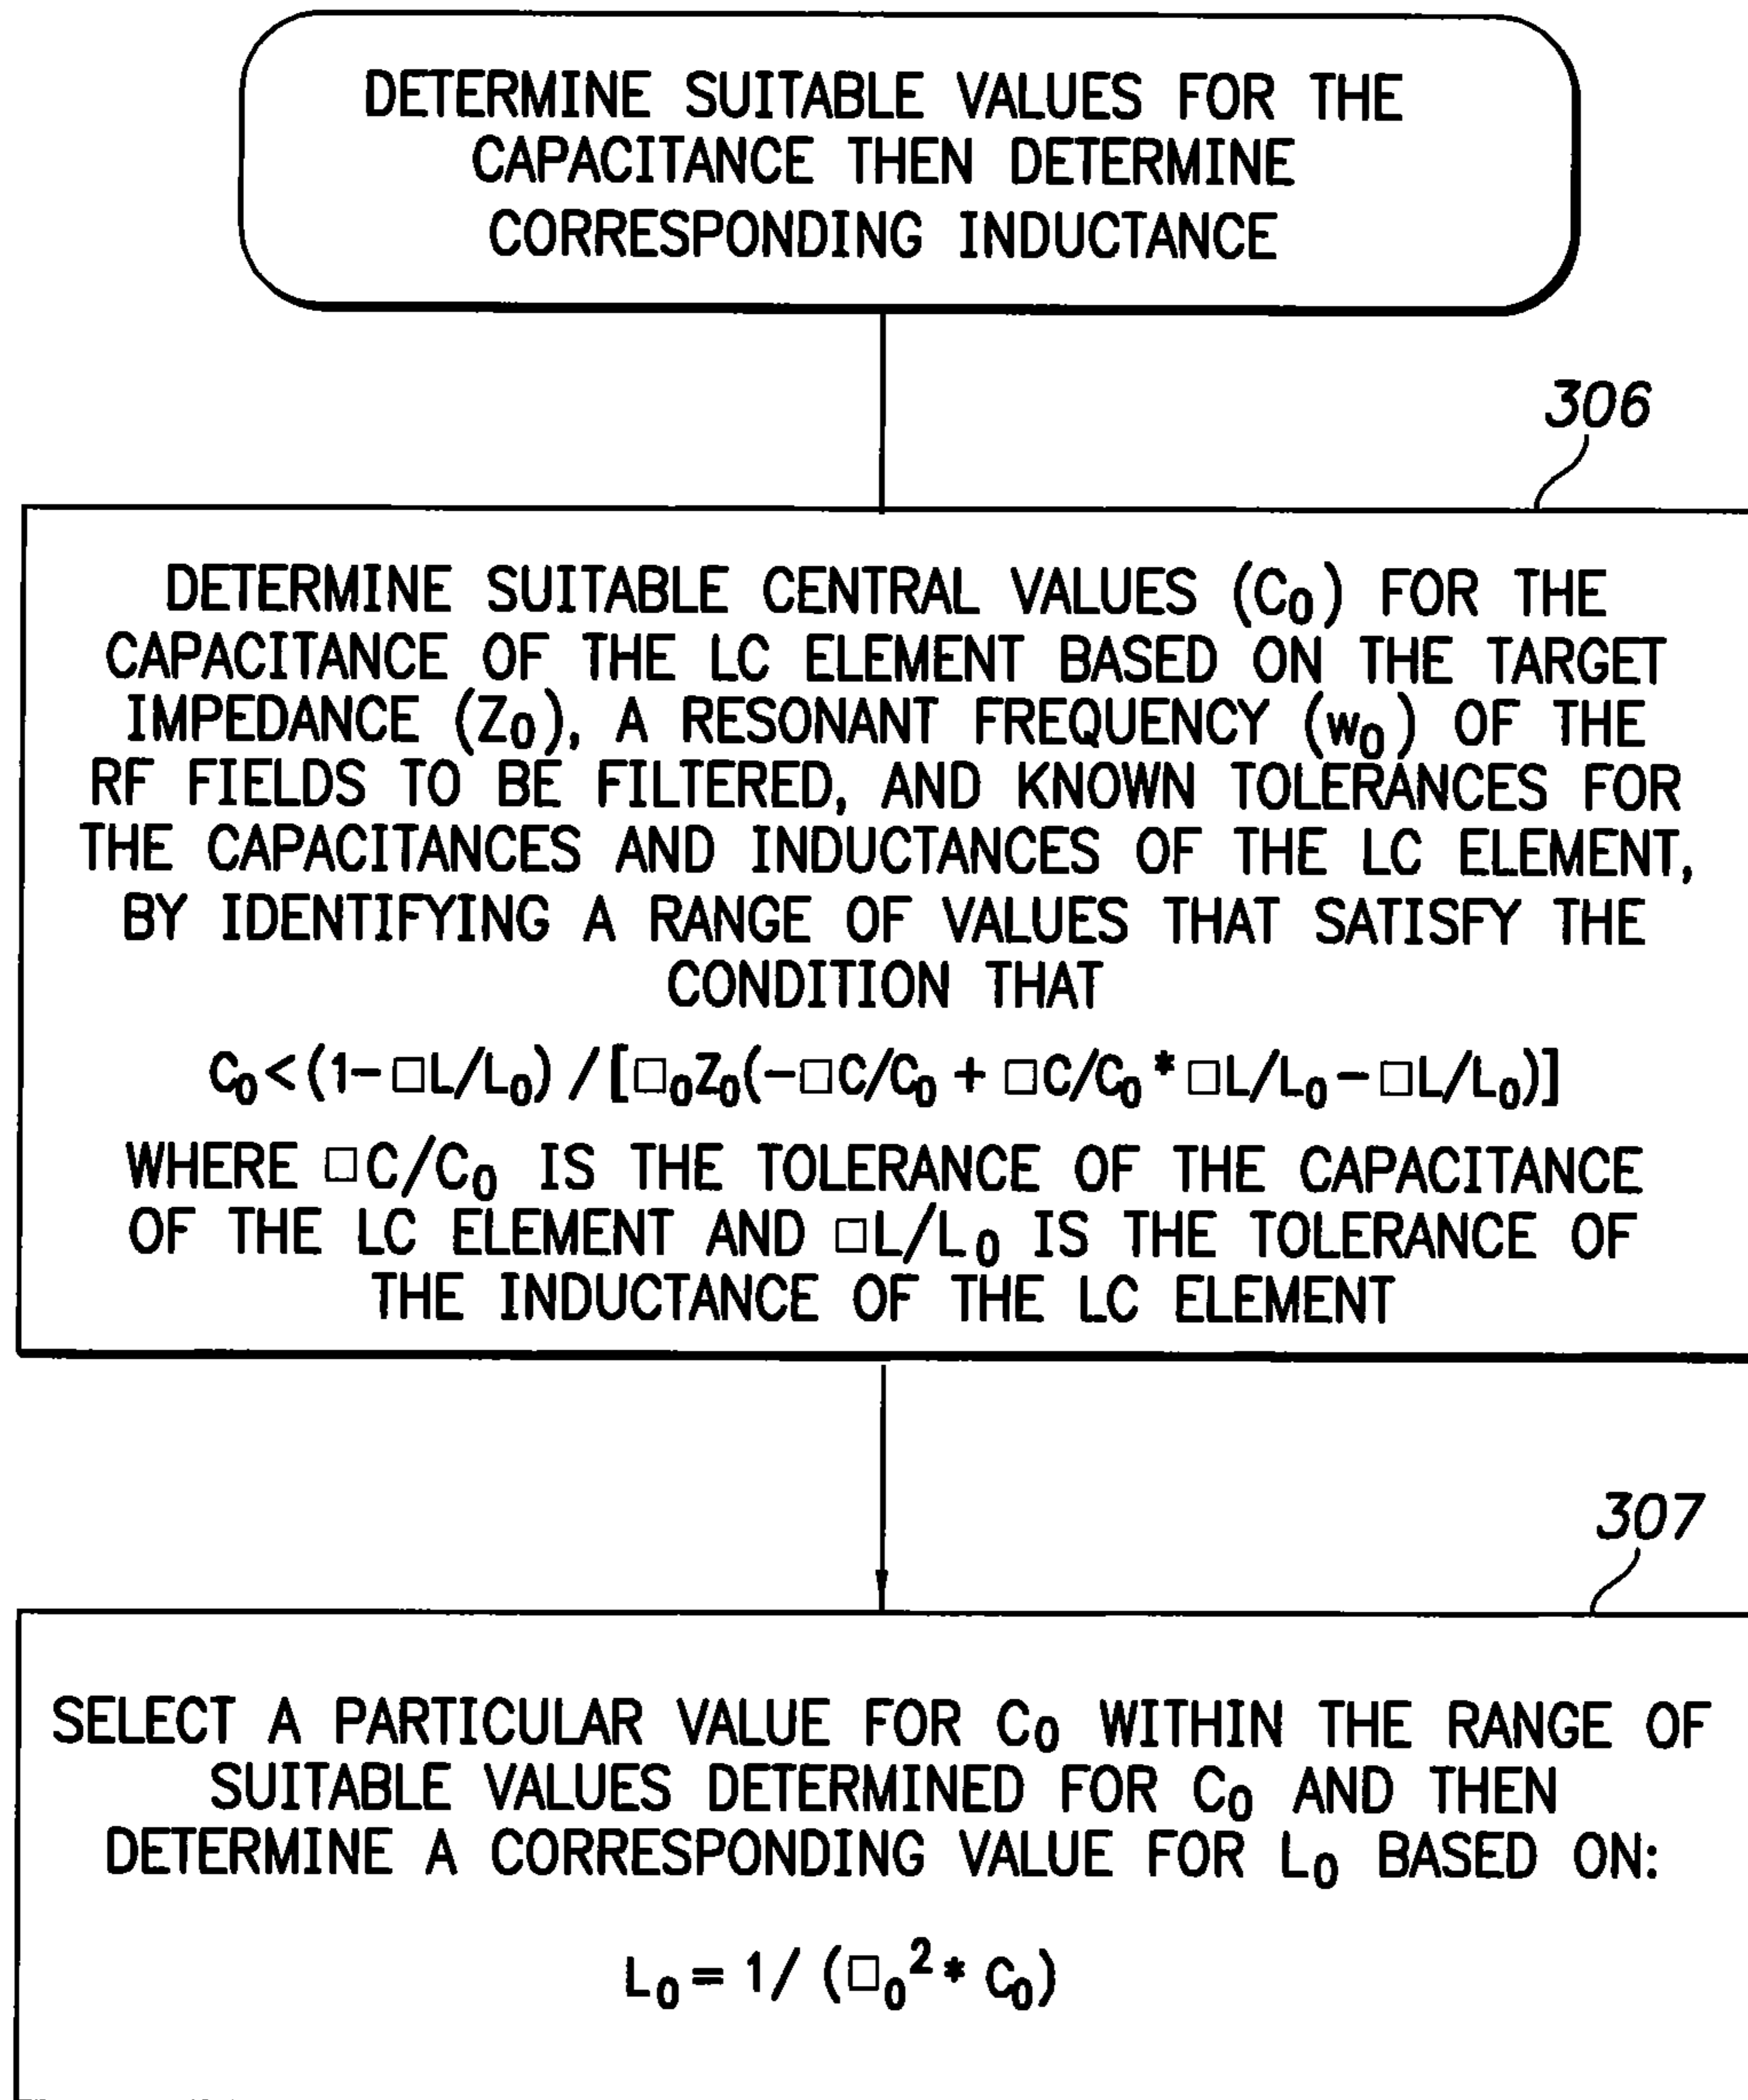 DETERMINE SUITABLE VALUES FOR THE
CAPACITANCE THEN DETERMINE
CORRESPONDING INDUCTANCE
306
DETERMINE SUITABLE CENTRAL VALUES (C₀) FOR THE
CAPACITANCE OF THE LC ELEMENT BASED ON THE TARGET
IMPEDANCE (Z₀), A RESONANT FREQUENCY (w₀) OF THE
RF FIELDS TO BE FILTERED, AND KNOWN TOLERANCES FOR
THE CAPACITANCES AND INDUCTANCES OF THE LC ELEMENT,
BY IDENTIFYING A RANGE OF VALUES THAT SATISFY THE
CONDITION THAT
C₀<(1-□L/L₀)/[□₀Z₀(-□C/C₀ + □C/C₀ * □L/L₀ - □L/L₀)]
WHERE □C/C₀ IS THE TOLERANCE OF THE CAPACITANCE
OF THE LC ELEMENT AND □L/L₀ IS THE TOLERANCE OF
THE INDUCTANCE OF THE LC ELEMENT
307
SELECT A PARTICULAR VALUE FOR C₀ WITHIN THE RANGE OF
SUITABLE VALUES DETERMINED FOR C₀ AND THEN
DETERMINE A CORRESPONDING VALUE FOR L₀ BASED ON:
L₀ = 1/ (□₀² * C₀)